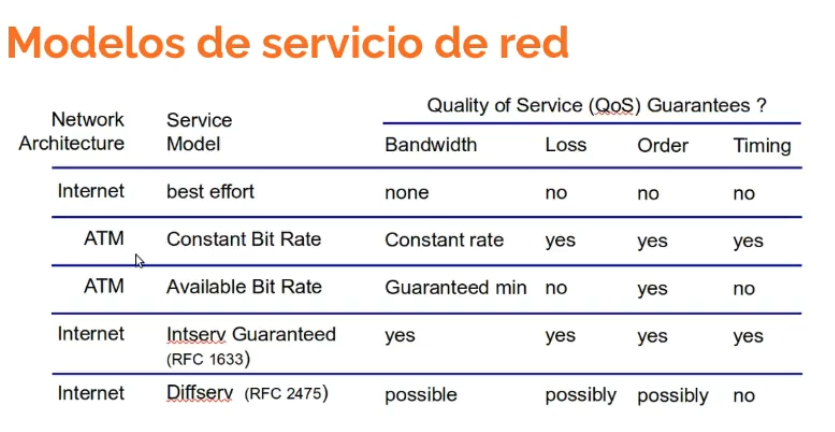 Modelos de servicio de red
Quality of Service (QoS) Guarantees ?
Network Architecture Service Model Bandwidth Loss Order Timing
Internet best effort none no no no
ATM Constant Bit Rate Constant rate yes yes yes
ATM Available Bit Rate Guaranteed min no yes no
Internet Intserv Guaranteed (RFC 1633) yes yes yes yes
Internet Diffserv (RFC 2475) possible possibly possibly no